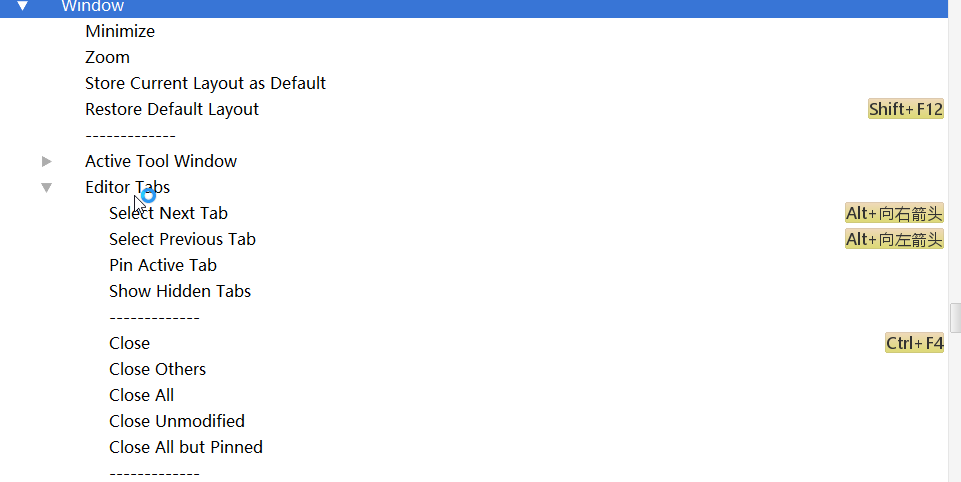 Window
Minimize
Zoom
Store Current Layout as Default
Restore Default Layout Shift+F12
-------------
Active Tool Window
Editor Tabs
Select Next Tab Alt+向右箭头
Select Previous Tab Alt+向左箭头
Pin Active Tab
Show Hidden Tabs
-------------
Close Ctrl+F4
Close Others
Close All
Close Unmodified
Close All but Pinned
-------------